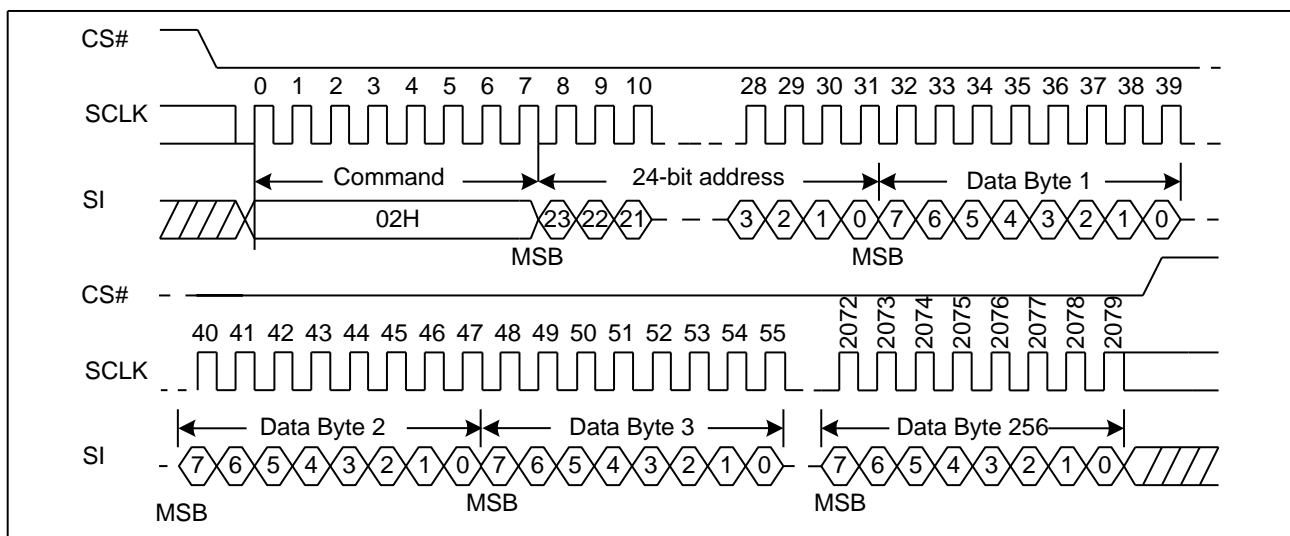 CS#
0 1 2 3 4 5 6 7 8 9 10 28 29 30 31 32 33 34 35 36 37 38 39
SCLK
Command 24-bit address Data Byte 1
SI
02H 23 22 21 3 2 1 0 7 6 5 4 3 2 1 0
MSB MSB
CS#
40 41 42 43 44 45 46 47 48 49 50 51 52 53 54 55 2072 2073 2074 2075 2076 2077 2078 2079
SCLK
Data Byte 2 Data Byte 3 Data Byte 256
SI
7 6 5 4 3 2 1 0 7 6 5 4 3 2 1 0 7 6 5 4 3 2 1 0
MSB MSB MSB